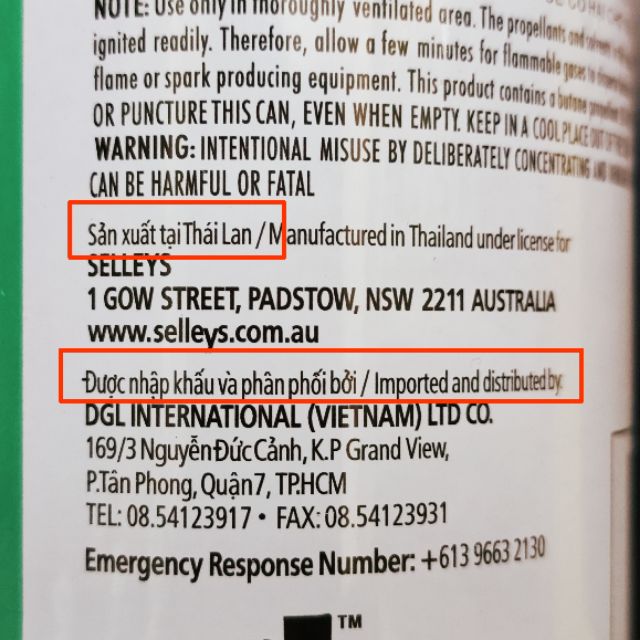 NOTE: Use only in thoroughly ventilated area. The propellants and
ignited readily. Therefore, allow a few minutes for flammable gases to
flame or spark producing equipment. This product contains a butane
OR PUNCTURE THIS CAN, EVEN WHEN EMPTY. KEEP IN A COOL PLACE OUT OF
WARNING: INTENTIONAL MISUSE BY DELIBERATELY CONCENTRATING AND
CAN BE HARMFUL OR FATAL
Sản xuất tại Thái Lan / Manufactured in Thailand under license for
SELLEYS
1 GOW STREET, PADSTOW, NSW 2211 AUSTRALIA
www.selleys.com.au
Được nhập khẩu và phân phối bởi / Imported and distributed by:
DGL INTERNATIONAL (VIETNAM) LTD CO.
169/3 Nguyễn Đức Cảnh, K.P Grand View,
P.Tân Phong, Quận7, TP.HCM
TEL: 08.54123917 • FAX: 08.54123931
Emergency Response Number: +613 9663 2130
TM